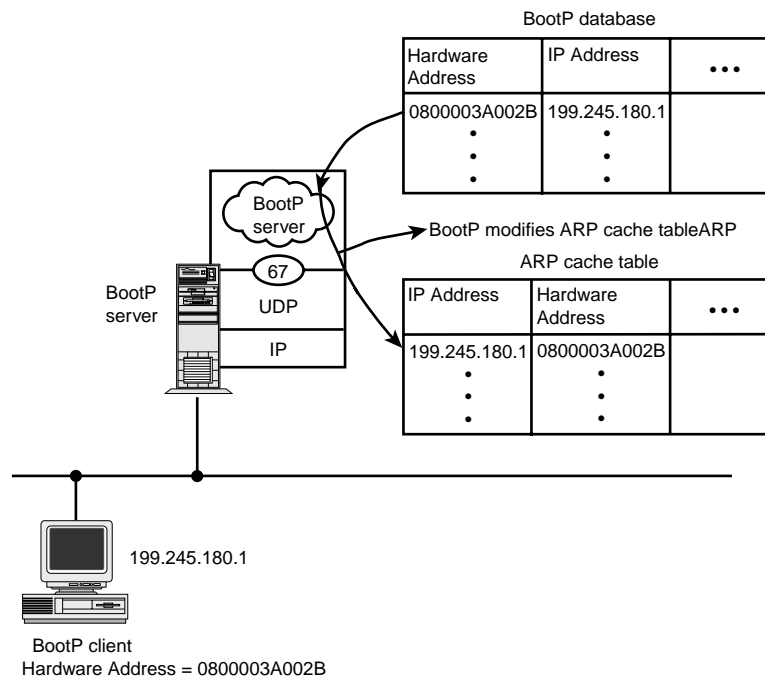 BootP database
Hardware Address
IP Address
•••
0800003A002B
199.245.180.1
BootP server
BootP modifies ARP cache tableARP
67
UDP
IP
BootP server
ARP cache table
IP Address
Hardware Address
•••
199.245.180.1
0800003A002B
199.245.180.1
BootP client
Hardware Address = 0800003A002B